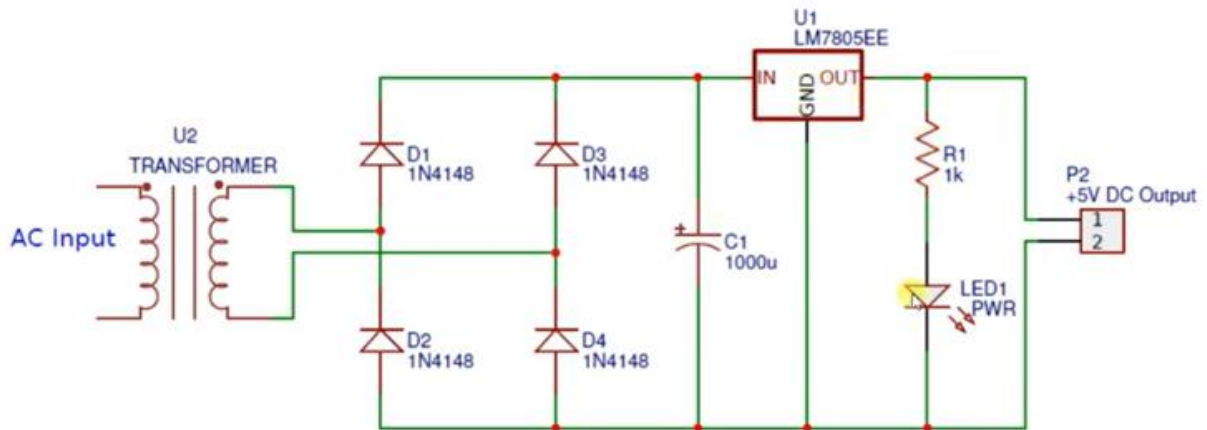 U1
LM7805EE
IN
OUT
GND
U2
TRANSFORMER
D1
1N4148
D3
1N4148
R1
1k
P2
+5V DC Output
1
2
AC Input
+
C1
1000u
LED1
PWR
D2
1N4148
D4
1N4148